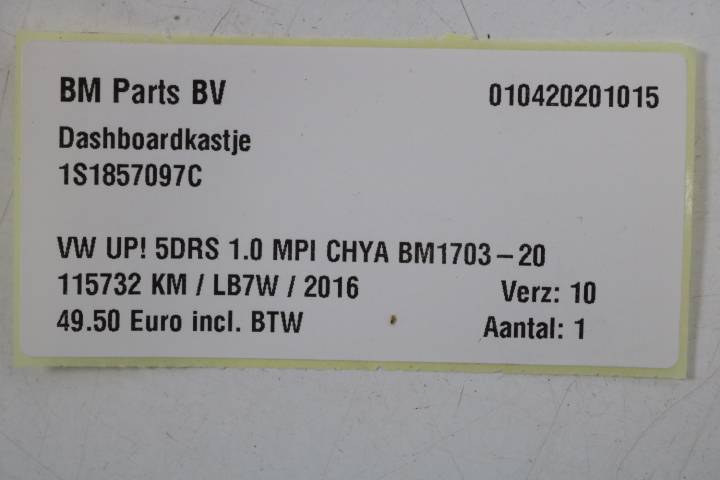 BM Parts BV 010420201015
Dashboardkastje
1S1857097C
VW UP! 5DRS 1.0 MPI CHYA BM1703-20
115732 KM / LB7W / 2016 Verz: 10
49.50 Euro incl. BTW Aantal: 1